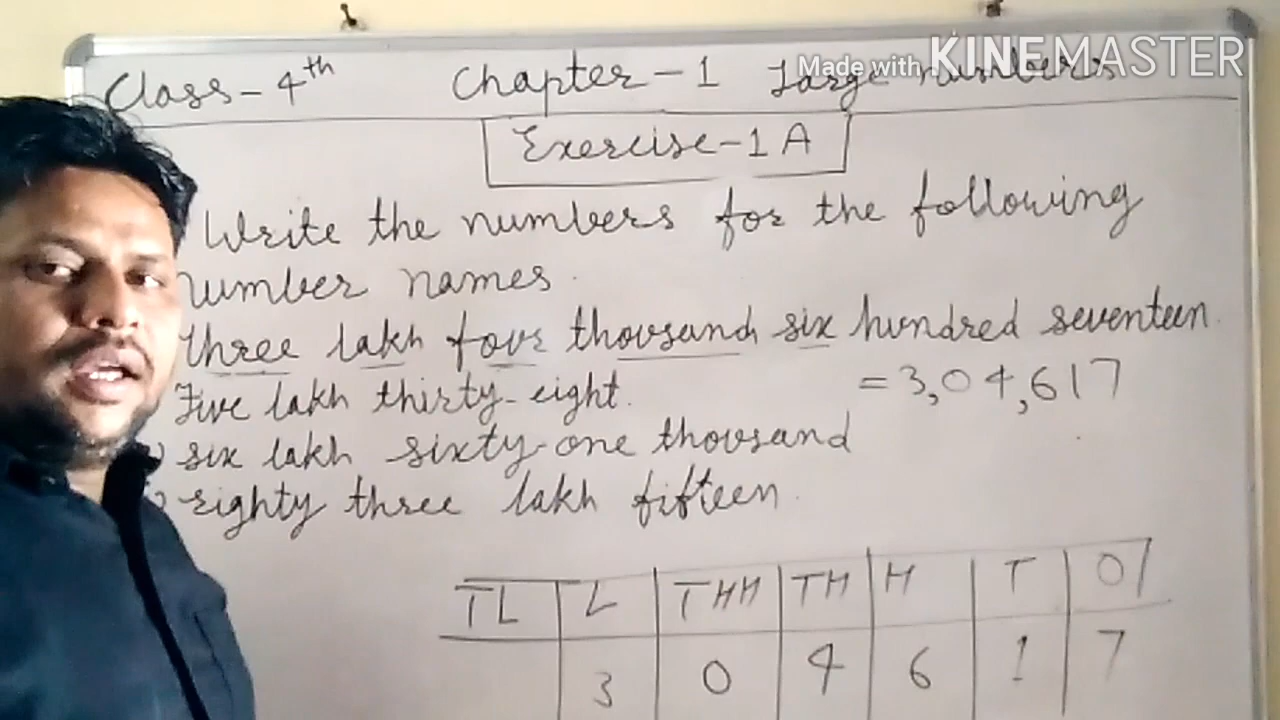 Made with KINEMASTER
Class - 4th Chapter - 1 Large numbers
Exercise - 1 A
Write the numbers for the following
number names.
three lakh four thousand six hundred seventeen.
= 3,04,617
Five lakh thirty-eight.
six lakh sixty-one thousand
eighty three lakh fifteen.
TL L THH TH H T O
3 0 4 6 1 7